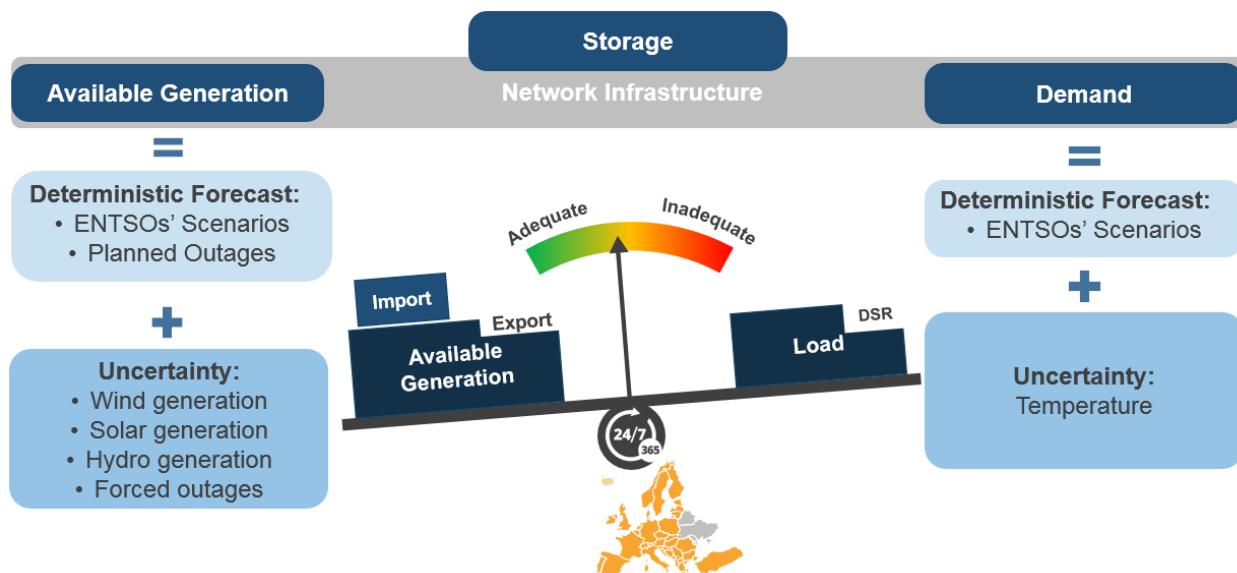 Storage
Network Infrastructure
Available Generation
Deterministic Forecast:
• ENTSOs’ Scenarios
• Planned Outages
Uncertainty:
• Wind generation
• Solar generation
• Hydro generation
• Forced outages
Adequate
Inadequate
Import
Export
Available
Generation
DSR
Load
24/7
365
Demand
Deterministic Forecast:
• ENTSOs’ Scenarios
Uncertainty:
Temperature